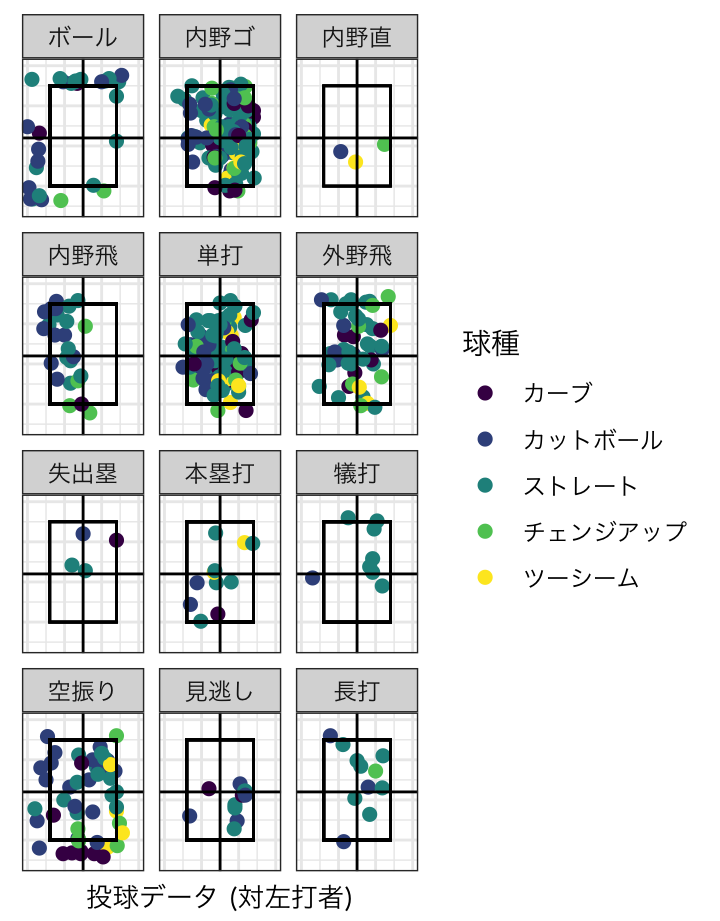 ボール
内野ゴ
内野直
内野飛
単打
外野飛
失出塁
本塁打
犠打
空振り
見逃し
長打
球種
カーブ
カットボール
ストレート
チェンジアップ
ツーシーム
投球データ (対左打者)